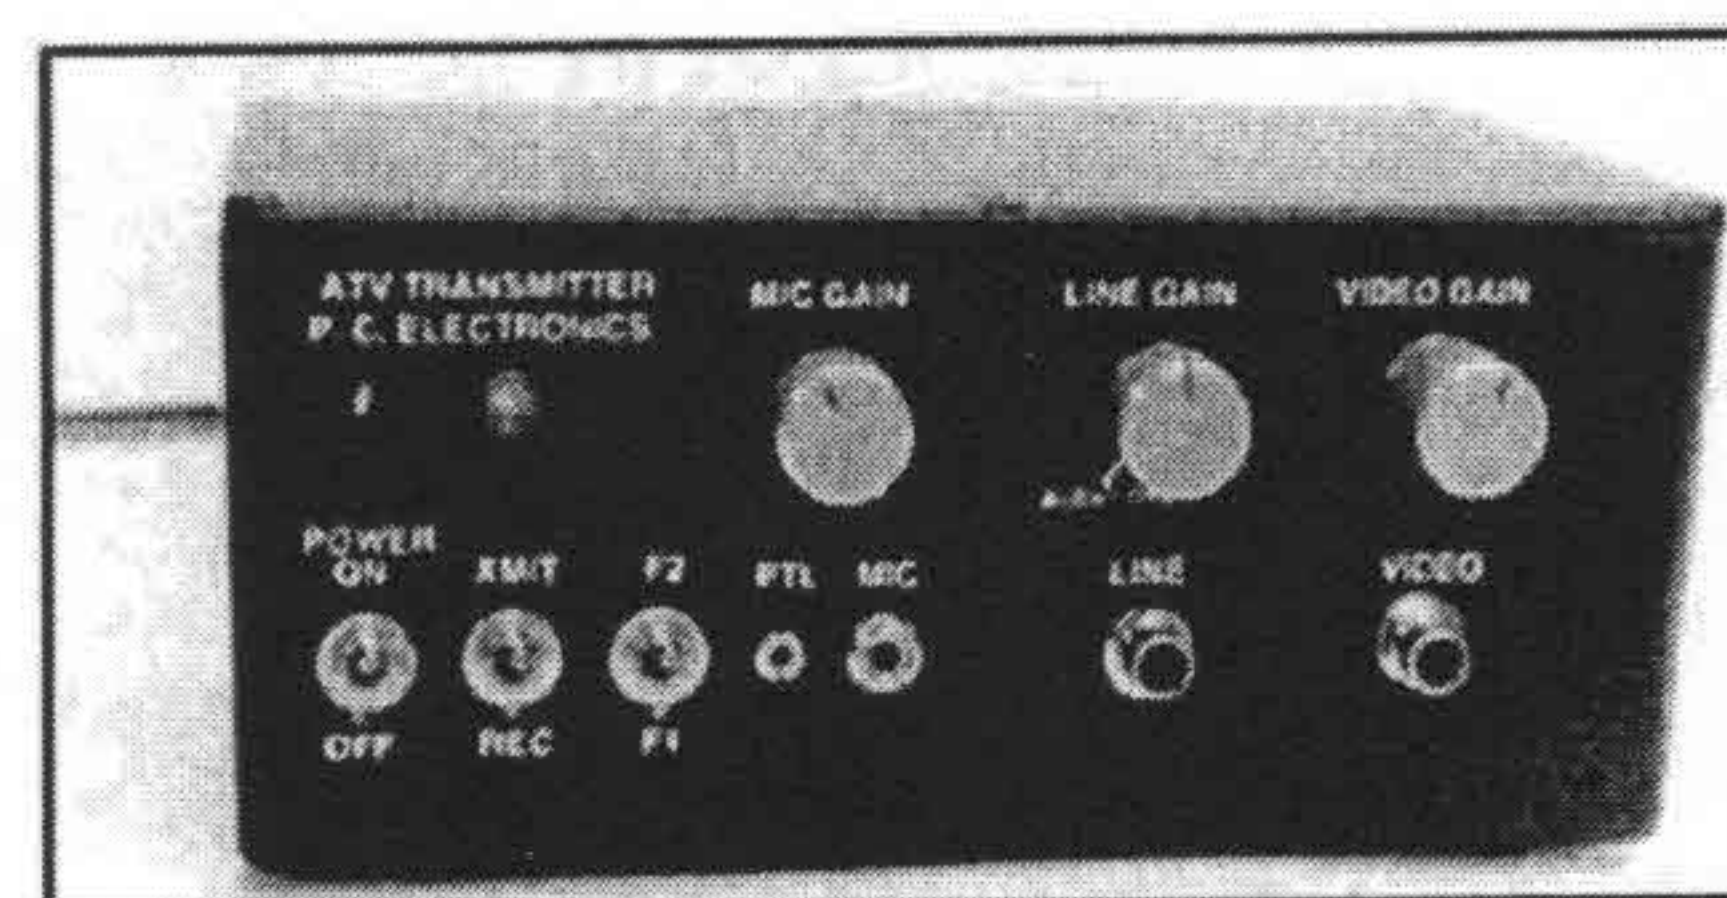 ATV TRANSMITTER
P. C. ELECTRONICS
MIC GAIN
LINE GAIN
VIDEO GAIN
POWER
ON
XMIT
F2
PTL
MIC
LINE
VIDEO
OFF
REC
F1